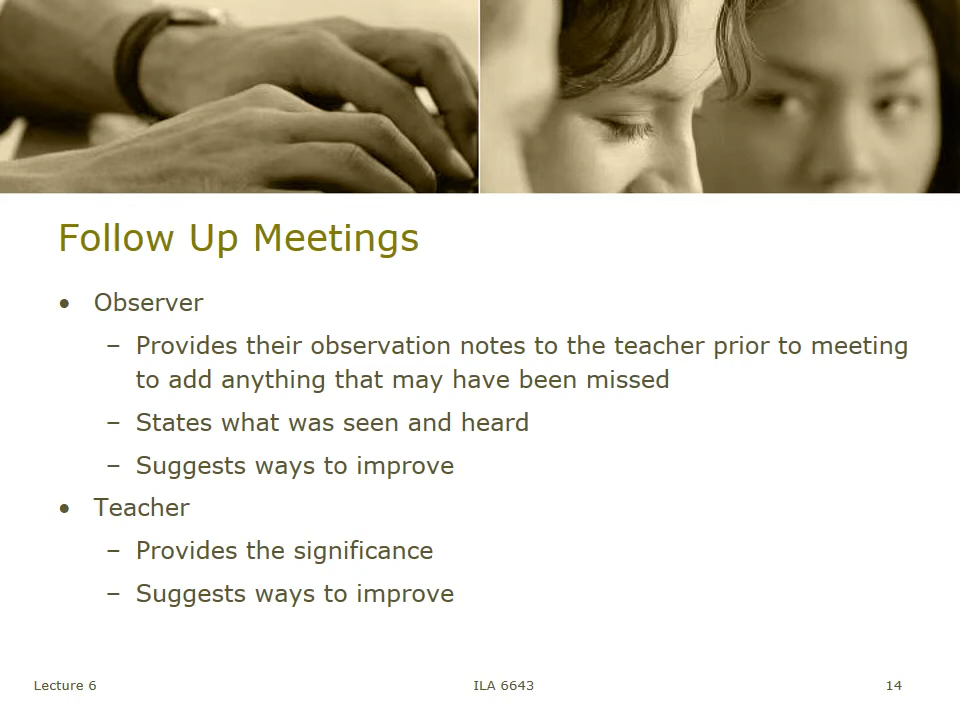 Follow Up Meetings
• Observer
– Provides their observation notes to the teacher prior to meeting
to add anything that may have been missed
– States what was seen and heard
– Suggests ways to improve
• Teacher
– Provides the significance
– Suggests ways to improve
Lecture 6
ILA 6643
14